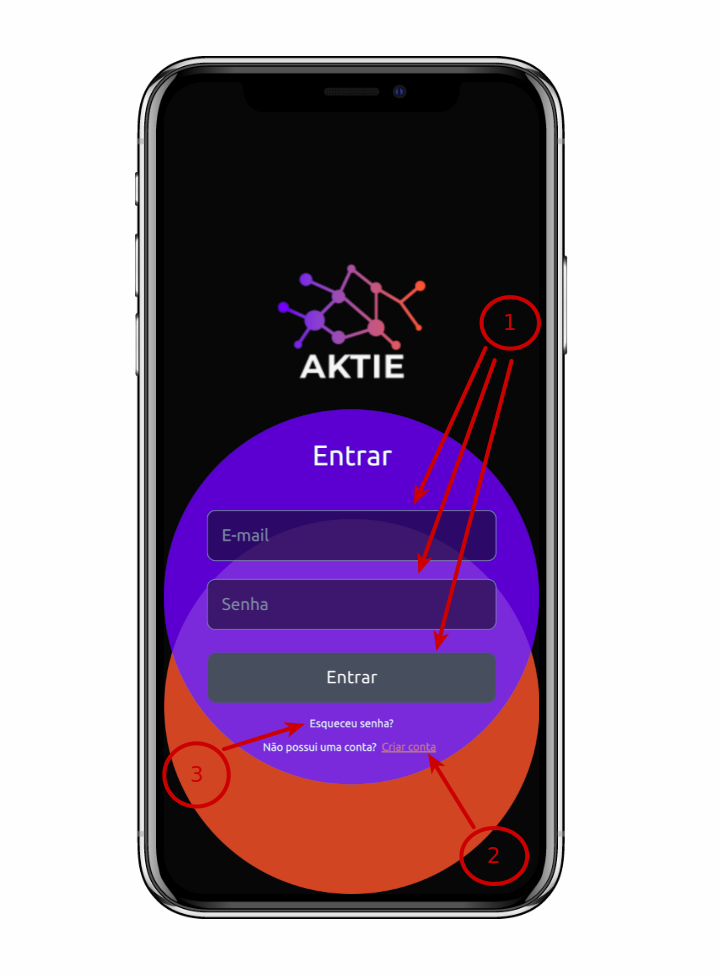 AKTIE
1
Entrar
E-mail
Senha
Entrar
Esqueceu senha?
Não possui uma conta? Criar conta
3
2